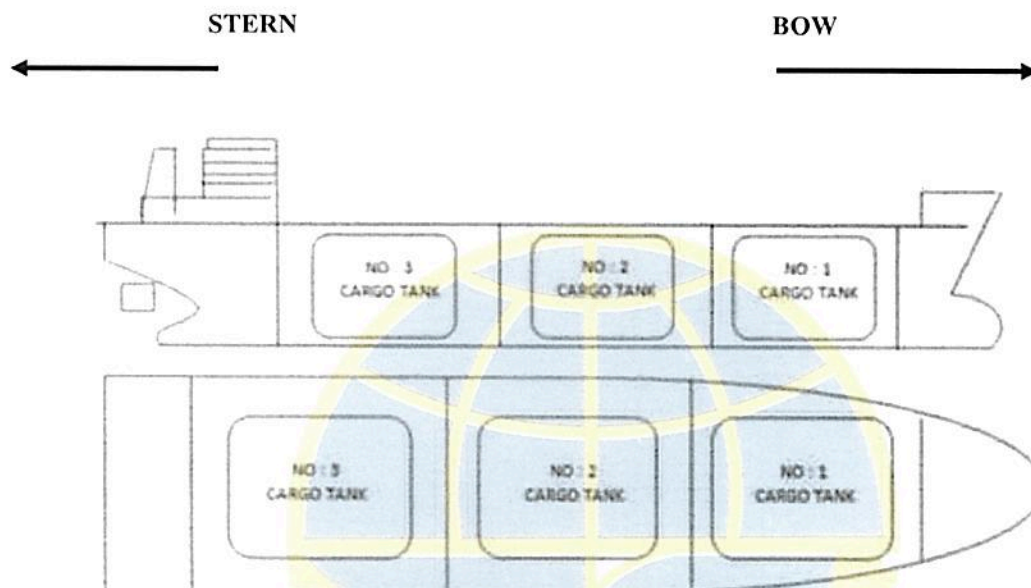 STERN
BOW
NO : 3
CARGO TANK
NO : 2
CARGO TANK
NO : 1
CARGO TANK
NO : 3
CARGO TANK
NO : 2
CARGO TANK
NO : 1
CARGO TANK